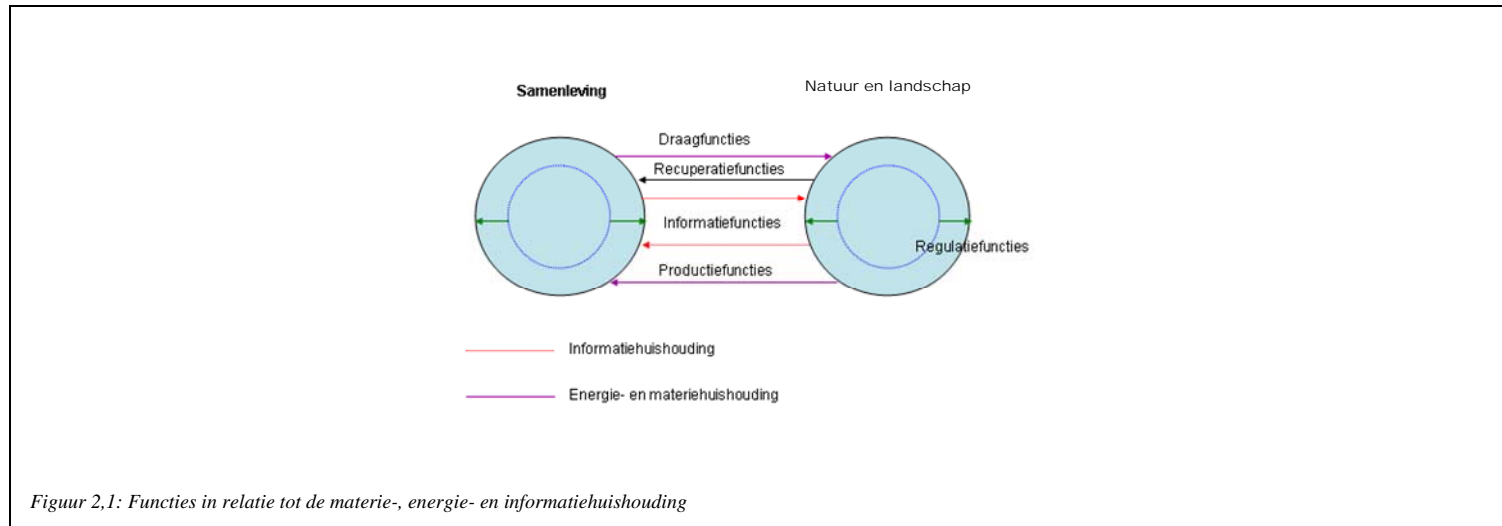 Samenleving
Natuur en landschap
Draagfuncties
Recuperatiefuncties
Informatiefuncties
Regulatiefuncties
Productiefuncties
Informatiehuishouding
Energie- en materiehuishouding
Figuur 2,1: Functies in relatie tot de materie-, energie- en informatiehuishouding